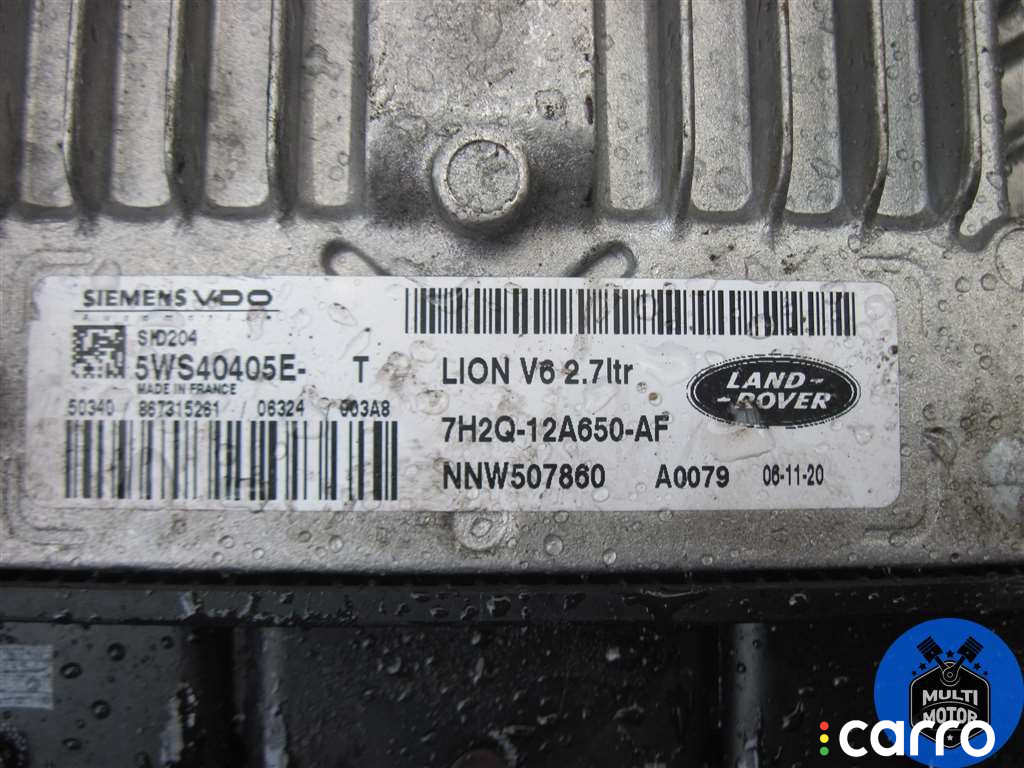 SIEMENS VDO
Automotive
SID204
5WS40405E- T
MADE IN FRANCE
50340 / 867315261 / 06324 / 003A8
LION V6 2.7ltr
7H2Q-12A650-AF
NNW507860 A0079 06-11-20
LAND-
-ROVER
MULTI
MOTOR
carro